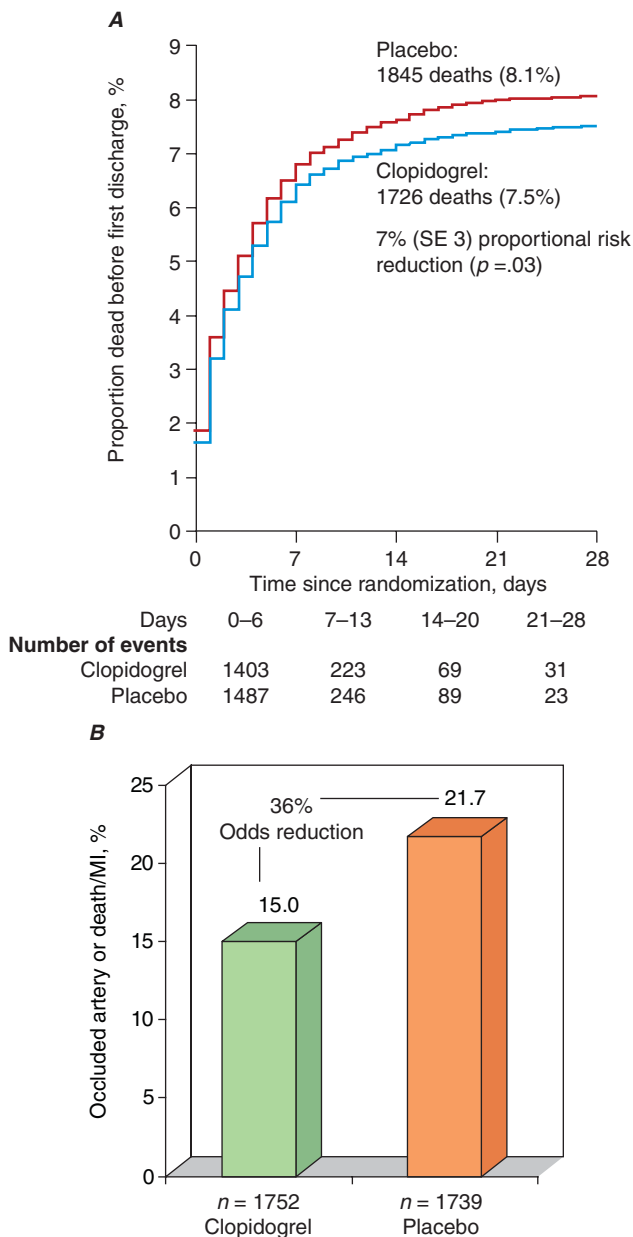 A
Proportion dead before first discharge, %
9
8
7
6
5
4
3
2
1
0
Placebo:
1845 deaths (8.1%)
Clopidogrel:
1726 deaths (7.5%)
7% (SE 3) proportional risk
reduction (p =.03)
0 7 14 21 28
Time since randomization, days
Days 0–6 7–13 14–20 21–28
Number of events
Clopidogrel 1403 223 69 31
Placebo 1487 246 89 23
B
Occluded artery or death/MI, %
25
20
15
10
5
0
36%
Odds reduction
21.7
15.0
n = 1752 n = 1739
Clopidogrel Placebo